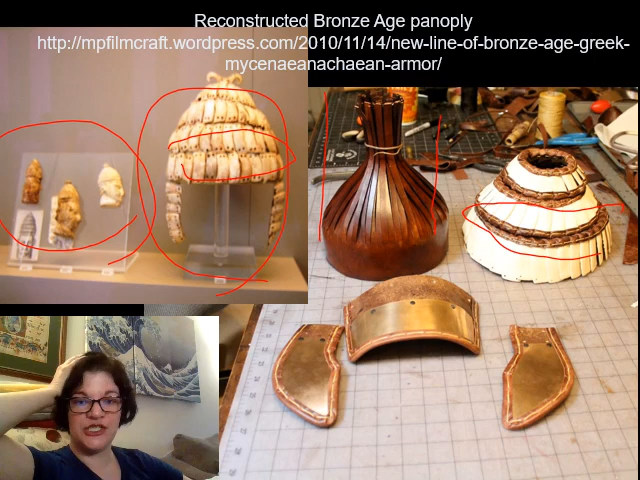 Reconstructed Bronze Age panoply
http://mpfilmcraft.wordpress.com/2010/11/14/new-line-of-bronze-age-greek-
mycenaeanachaean-armor/